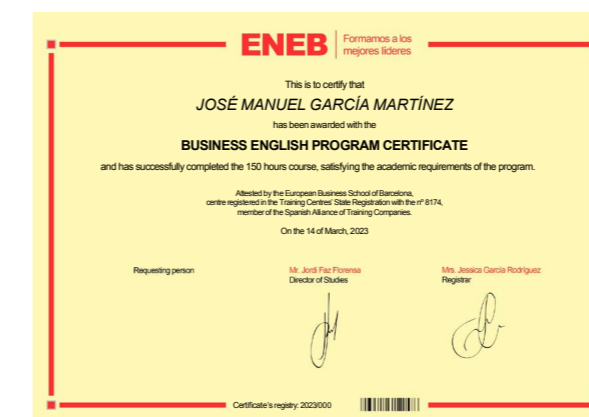 ENEB
Formamos a los
mejores líderes
This is to certify that
JOSÉ MANUEL GARCÍA MARTÍNEZ
has been awarded with the
BUSINESS ENGLISH PROGRAM CERTIFICATE
and has successfully completed the 150 hours course, satisfying the academic requirements of the program.
Attested by the European Business School of Barcelona,
centre registered in the Training Centres' State Registration with the nº 8174,
member of the Spanish Alliance of Training Companies.
On the 14 of March, 2023
Requesting person
Mr. Jordi Faz Florensa
Director of Studies
Mrs. Jessica García Rodríguez
Registrar
Certificate's registry: 2023/000